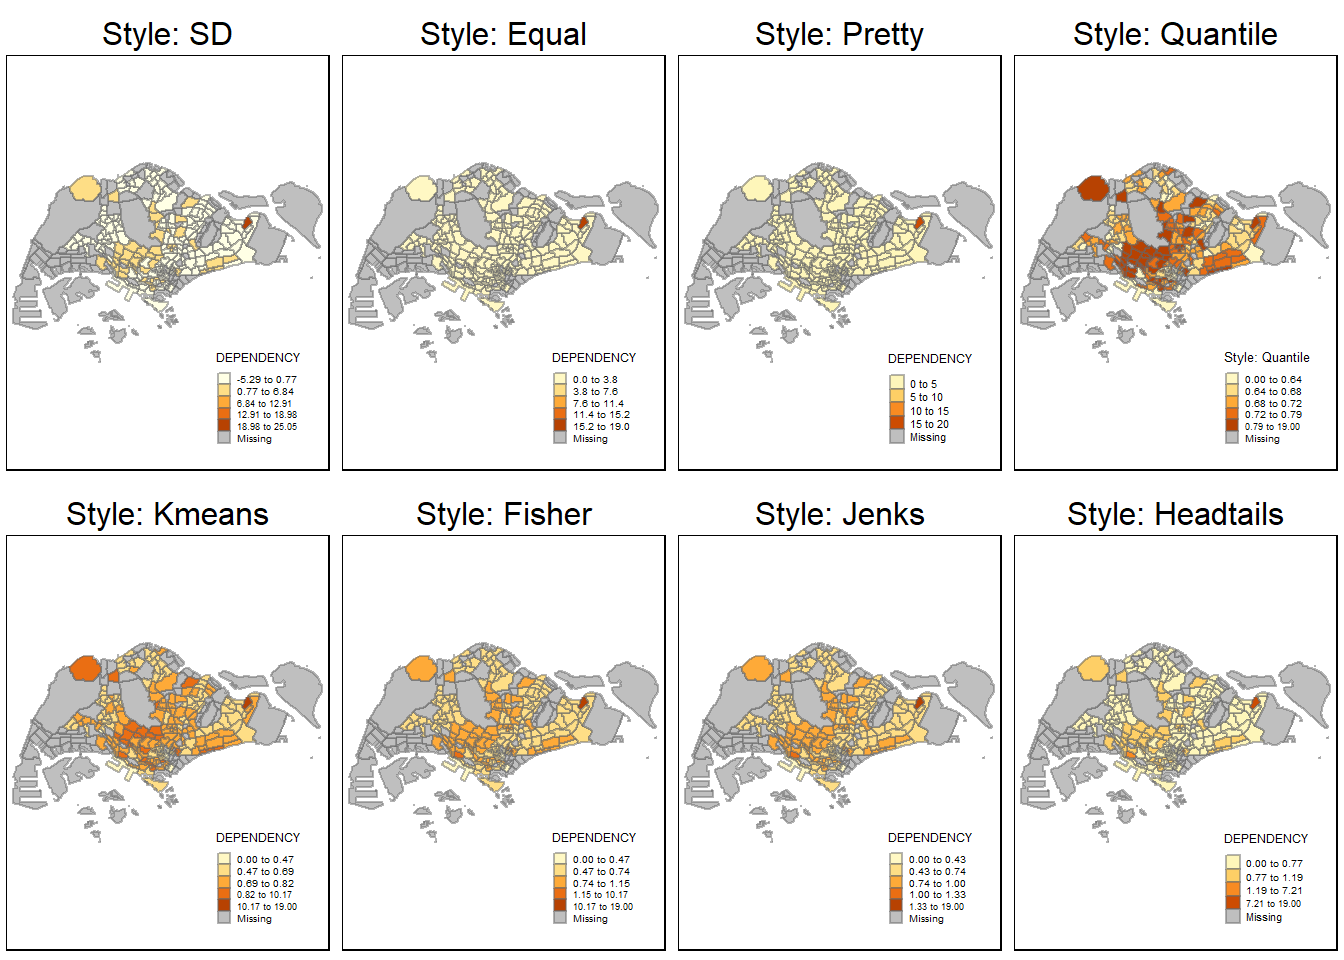 Style: SD
DEPENDENCY
-5.29 to 0.77
0.77 to 6.84
6.84 to 12.91
12.91 to 18.98
18.98 to 25.05
Missing
Style: Equal
DEPENDENCY
0.0 to 3.8
3.8 to 7.6
7.6 to 11.4
11.4 to 15.2
15.2 to 19.0
Missing
Style: Pretty
DEPENDENCY
0 to 5
5 to 10
10 to 15
15 to 20
Missing
Style: Quantile
Style: Quantile
0.00 to 0.64
0.64 to 0.68
0.68 to 0.72
0.72 to 0.79
0.79 to 19.00
Missing
Style: Kmeans
DEPENDENCY
0.00 to 0.47
0.47 to 0.69
0.69 to 0.82
0.82 to 10.17
10.17 to 19.00
Missing
Style: Fisher
DEPENDENCY
0.00 to 0.47
0.47 to 0.74
0.74 to 1.15
1.15 to 10.17
10.17 to 19.00
Missing
Style: Jenks
DEPENDENCY
0.00 to 0.43
0.43 to 0.74
0.74 to 1.00
1.00 to 1.33
1.33 to 19.00
Missing
Style: Headtails
DEPENDENCY
0.00 to 0.77
0.77 to 1.19
1.19 to 7.21
7.21 to 19.00
Missing